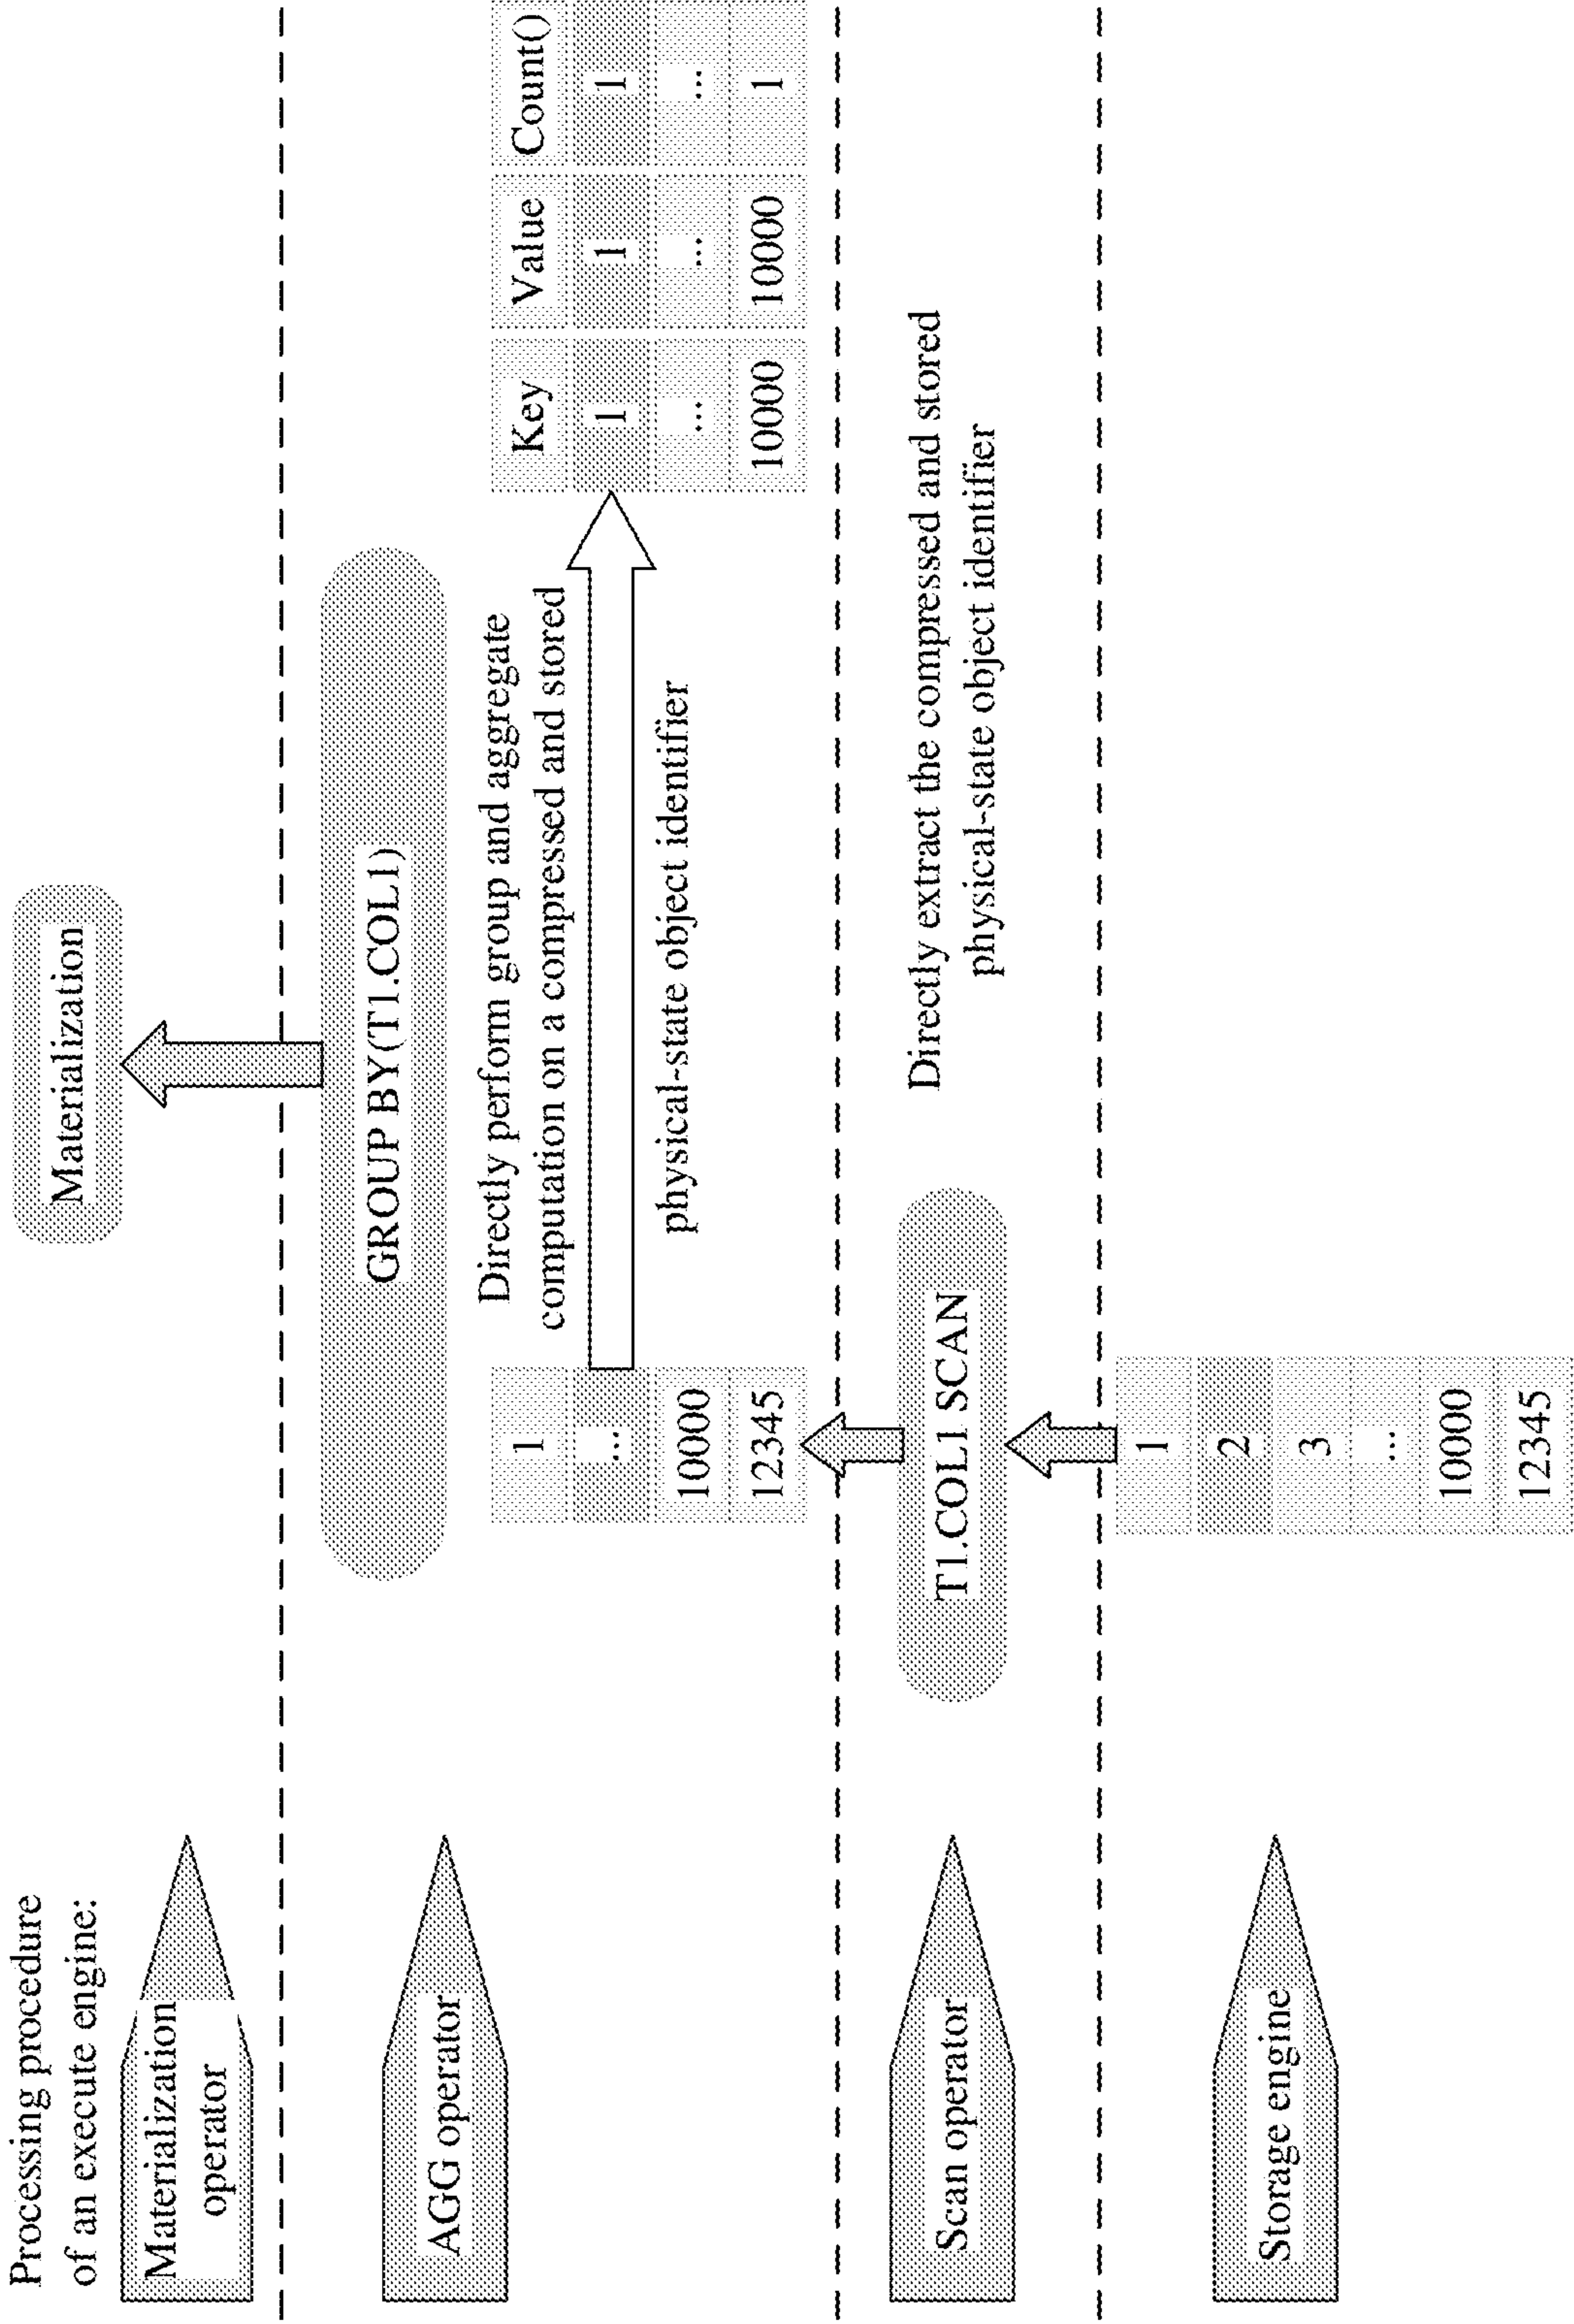 Processing procedure
of an execute engine:
Materialization
operator
Materialization
AGG operator
GROUP BY(T1.COL1)
Directly perform group and aggregate
computation on a compressed and stored
physical-state object identifier
1
...
10000
12345
Key Value Count()
1 1 1
... ... ...
10000 10000 1
Scan operator
T1.COL1 SCAN
Directly extract the compressed and stored
physical-state object identifier
Storage engine
1
2
3
...
10000
12345